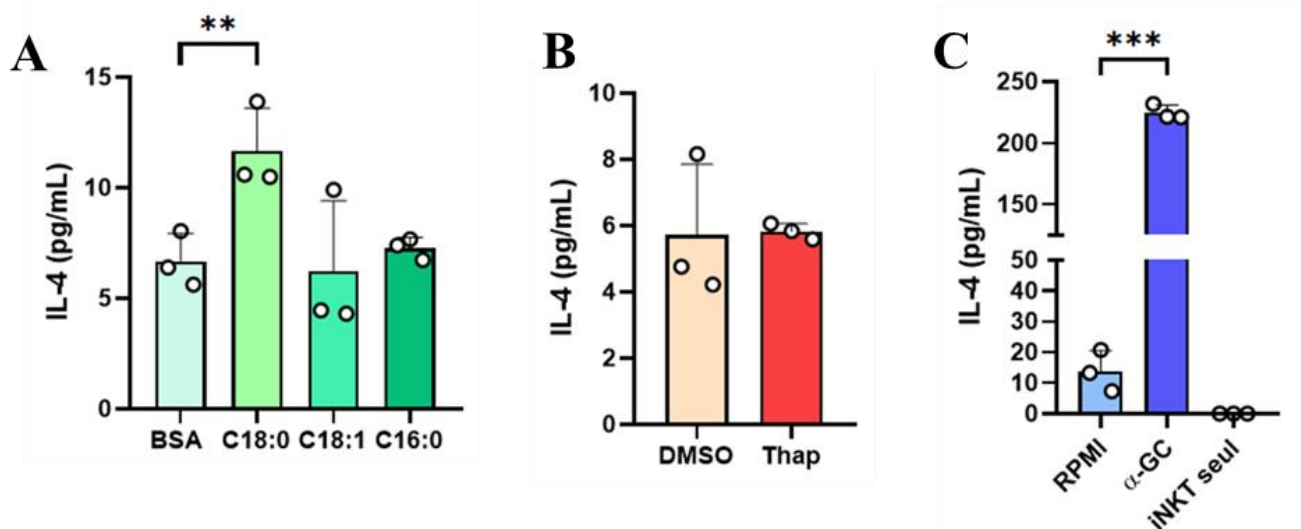 A
**
IL-4 (pg/mL)
15
10
5
0
BSA C18:0 C18:1 C16:0
B
IL-4 (pg/mL)
10
8
6
4
2
0
DMSO Thap
C
***
IL-4 (pg/mL)
250
200
150
50
40
30
20
10
0
RPMI
α-GC
iNKT seul